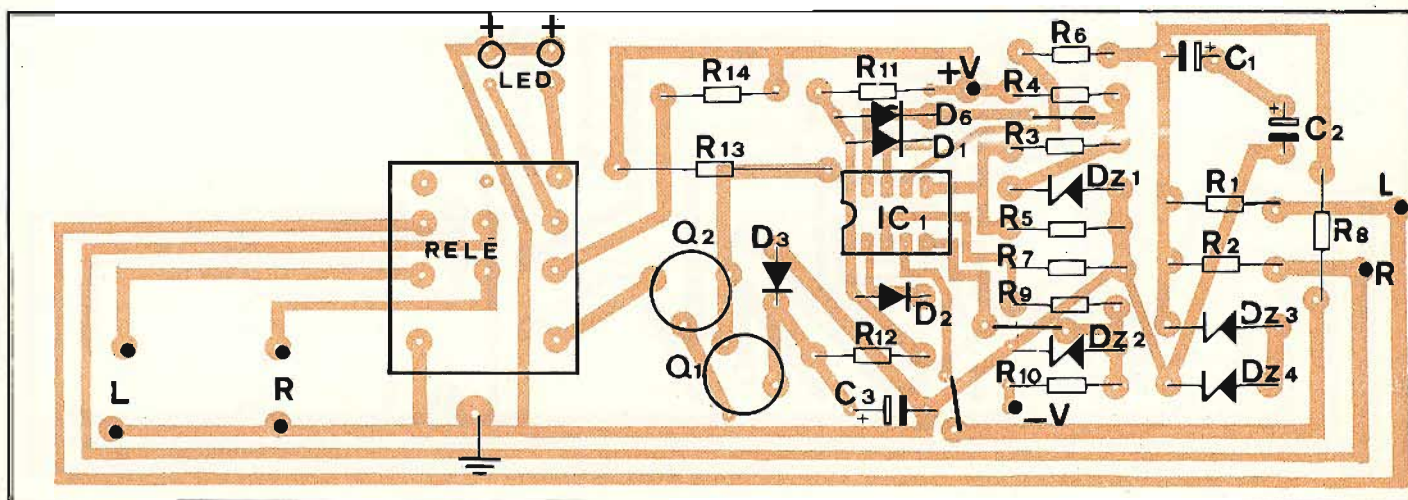 + +
LED
R6
C1
R14
R11
+V
R4
D6
C2
R3
D1
R13
Dz1
R1
L
IC1
R5
R8
RELÉ
Q2
D3
R7
R2
R
R9
D2
Dz3
Dz2
R12
Q1
R10
Dz4
L
R
C3
+
-V